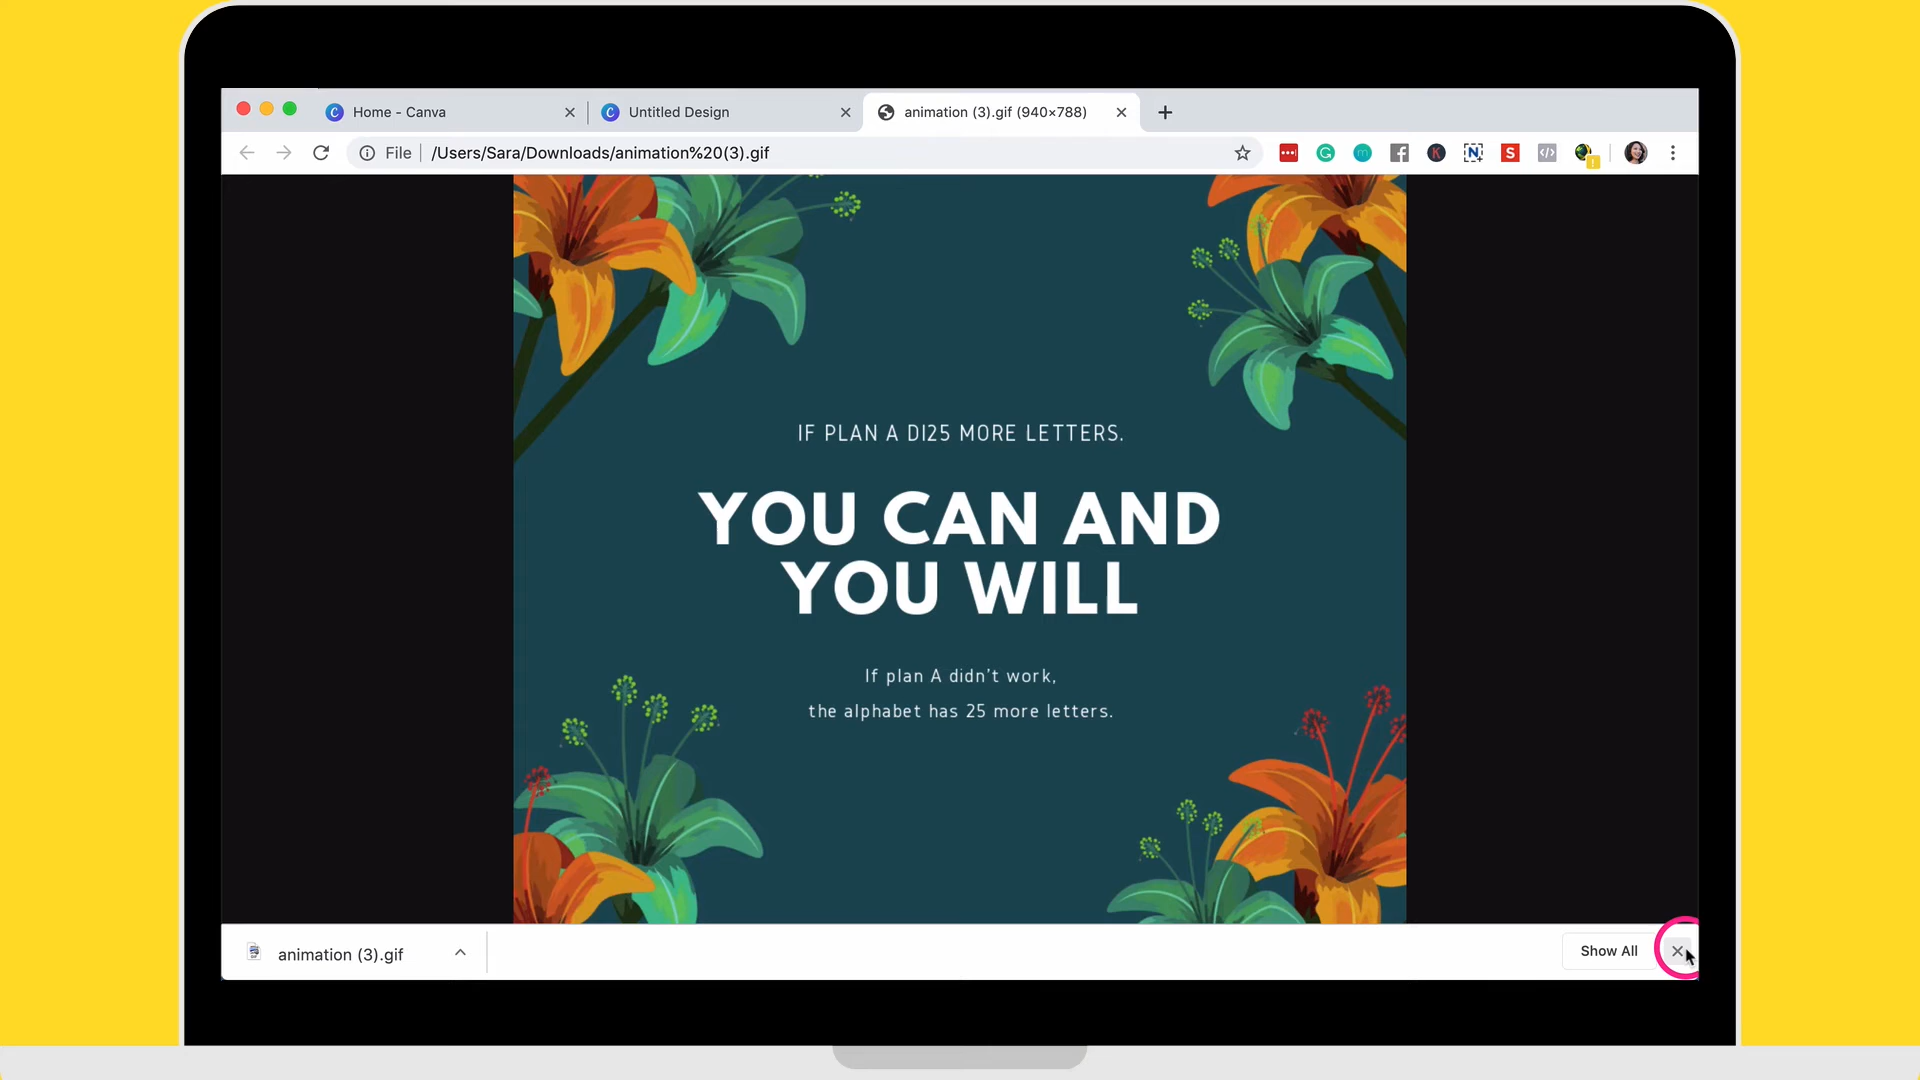 Home - Canva
Untitled Design
animation (3).gif (940×788)
File
/Users/Sara/Downloads/animation%20(3).gif
IF PLAN A DI25 MORE LETTERS.
YOU CAN AND
YOU WILL
If plan A didn't work,
the alphabet has 25 more letters.
animation (3).gif
Show All